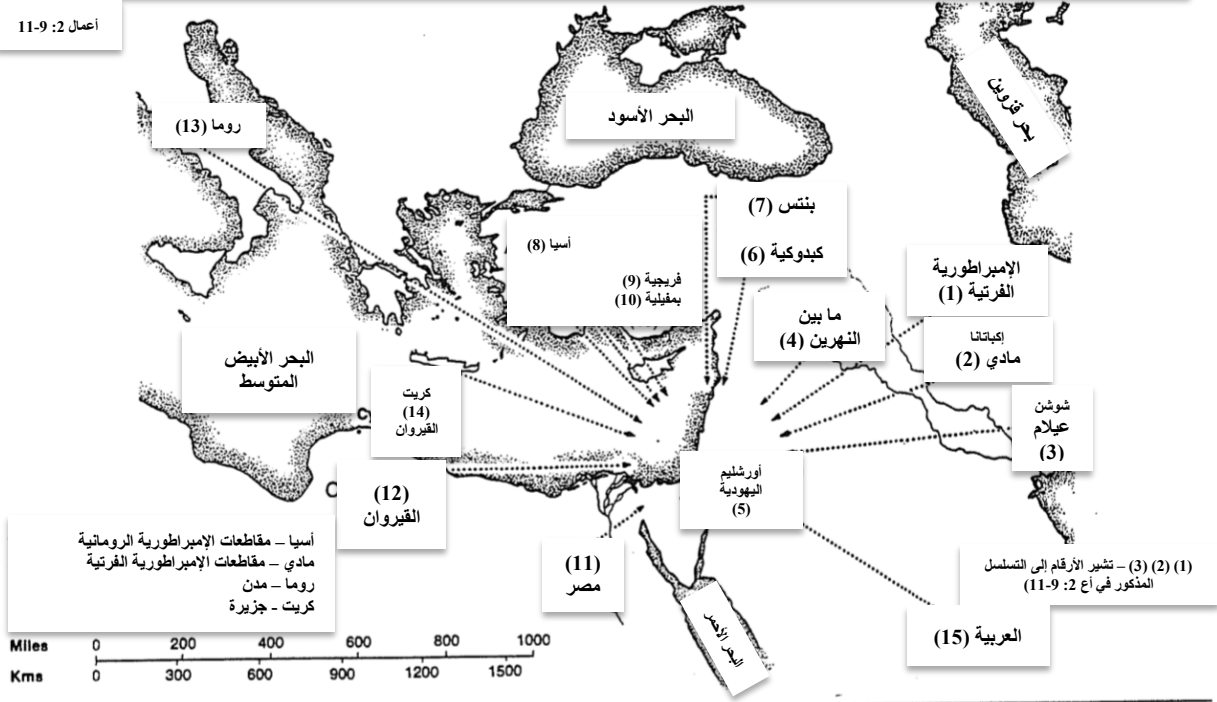 أعمال 2: 9-11
روما (13)
البحر الأسود
بحر قزوين
بنتس (7)
كبدوكية (6)
أسيا (8)
فريجية (9)
بمفيلية (10)
الإمبراطورية
الفرتية (1)
ما بين
النهرين (4)
إكباتانا
مادي (2)
البحر الأبيض
المتوسط
كريت
(14)
القيروان
شوشن
عيلام
(3)
أورشليم
اليهودية
(5)
(12)
القيروان
أسيا – مقاطعات الإمبراطورية الرومانية
مادي – مقاطعات الإمبراطورية الفرتية
روما – مدن
كريت - جزيرة
(11)
مصر
(1) (2) (3) – تشير الأرقام إلى التسلسل
المذكور في أع 2: 9-11)
العربية (15)
البحر الأحمر
Miles 0 200 400 600 800 1000
Kms 0 300 600 900 1200 1500